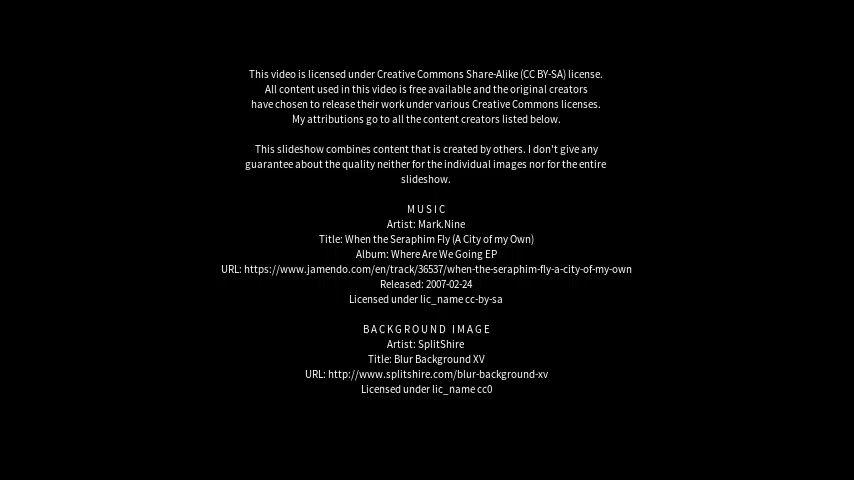 This video is licensed under Creative Commons Share-Alike (CC BY-SA) license.
All content used in this video is free available and the original creators
have chosen to release their work under various Creative Commons licenses.
My attributions go to all the content creators listed below.
This slideshow combines content that is created by others. I don't give any
guarantee about the quality neither for the individual images nor for the entire
slideshow.
MUSIC
Artist: Mark.Nine
Title: When the Seraphim Fly (A City of my Own)
Album: Where Are We Going EP
URL: https://www.jamendo.com/en/track/36537/when-the-seraphim-fly-a-city-of-my-own
Released: 2007-02-24
Licensed under lic_name cc-by-sa
BACKGROUND IMAGE
Artist: SplitShire
Title: Blur Background XV
URL: http://www.splitshire.com/blur-background-xv
Licensed under lic_name cc0